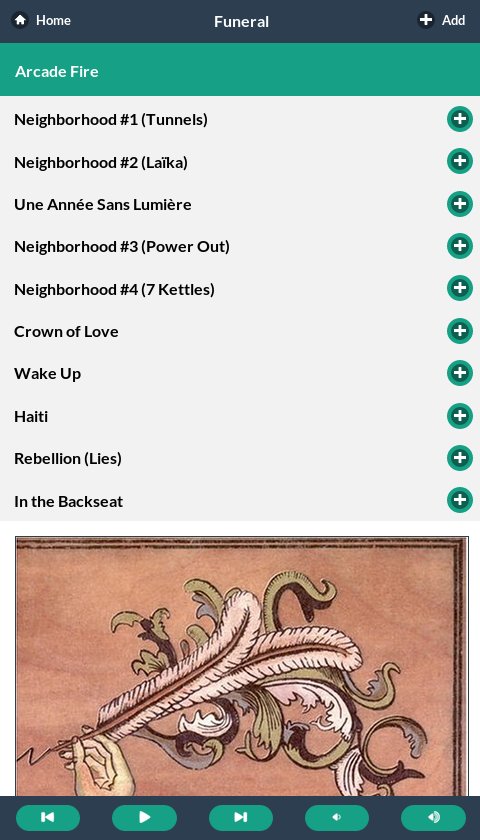 Home Funeral Add
Arcade Fire
Neighborhood #1 (Tunnels)
Neighborhood #2 (Laïka)
Une Année Sans Lumière
Neighborhood #3 (Power Out)
Neighborhood #4 (7 Kettles)
Crown of Love
Wake Up
Haiti
Rebellion (Lies)
In the Backseat